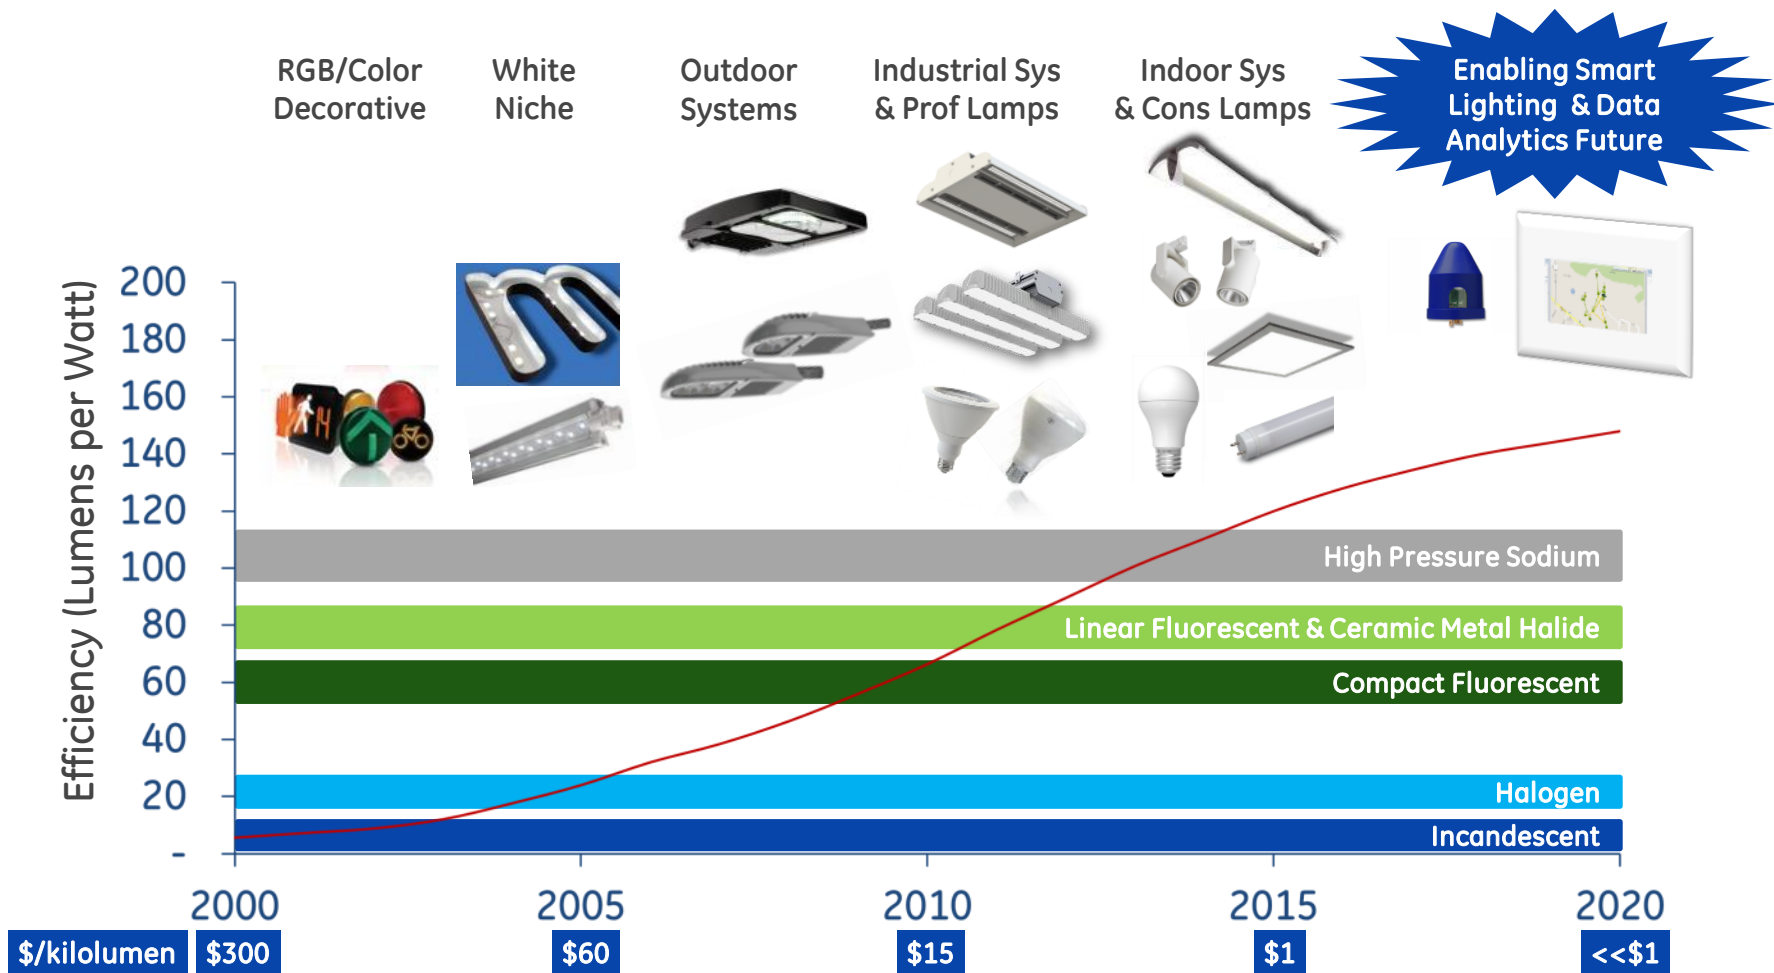 RGB/Color
Decorative
White
Niche
Outdoor
Systems
Industrial Sys
& Prof Lamps
Indoor Sys
& Cons Lamps
Enabling Smart
Lighting & Data
Analytics Future
Efficiency (Lumens per Watt)
200
180
160
140
120
100
80
60
40
20
-
14
High Pressure Sodium
Linear Fluorescent & Ceramic Metal Halide
Compact Fluorescent
Halogen
Incandescent
2000
2005
2010
2015
2020
$/kilolumen
$300
$60
$15
$1
<<$1